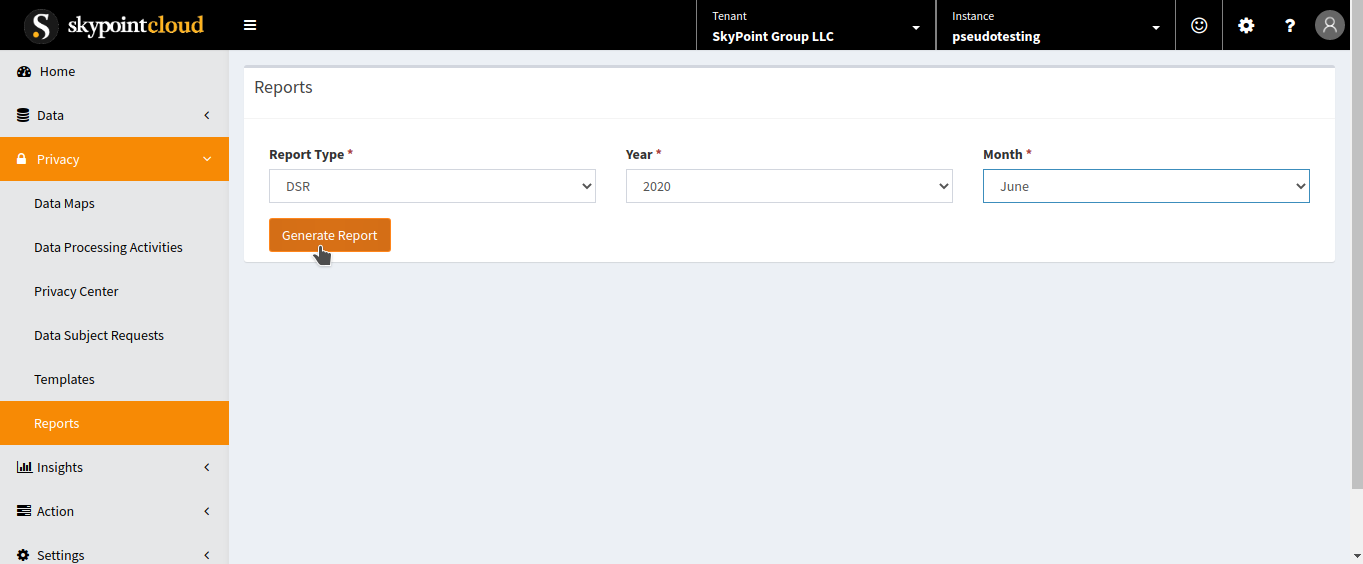 skypointcloud
Tenant
SkyPoint Group LLC
Instance
pseudotesting
?
Home
Data
Privacy
Data Maps
Data Processing Activities
Privacy Center
Data Subject Requests
Templates
Reports
Insights
Action
Settings
Reports
Report Type *
Year *
Month *
DSR
2020
June
Generate Report